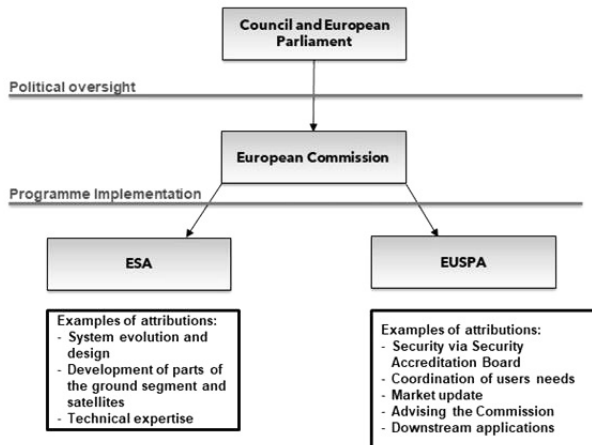 Council and European
Parliament
Political oversight
European Commission
Programme Implementation
ESA
EUSPA
Examples of attributions:
- System evolution and
design
- Development of parts of
the ground segment and
satellites
- Technical expertise
Examples of attributions:
- Security via Security
Accreditation Board
- Coordination of users needs
- Market update
- Advising the Commission
- Downstream applications